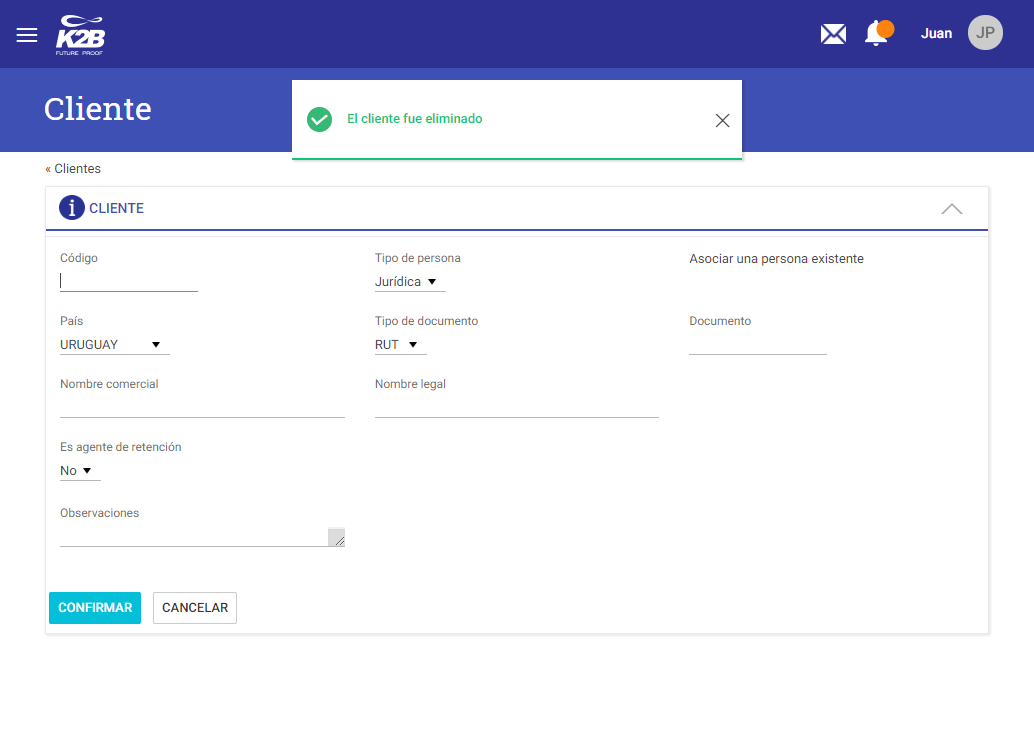 K2B
FUTURE PROOF
Juan
JP
Cliente
El cliente fue eliminado
« Clientes
i CLIENTE
Código
Tipo de persona
Asociar una persona existente
Jurídica
País
Tipo de documento
Documento
URUGUAY
RUT
Nombre comercial
Nombre legal
Es agente de retención
No
Observaciones
CONFIRMAR
CANCELAR